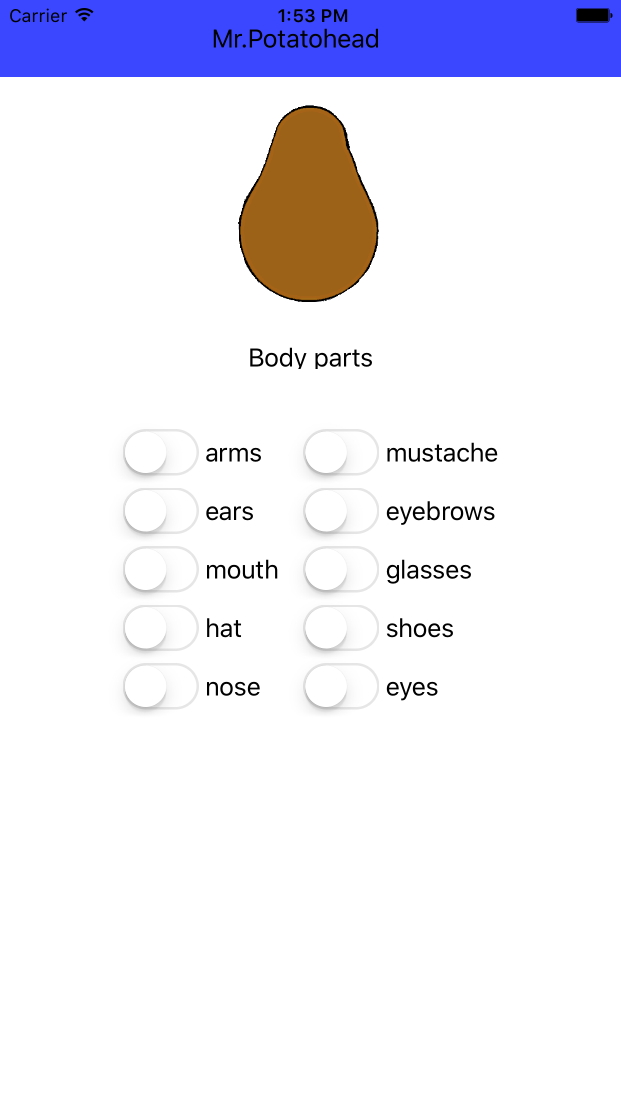 Carrier 1:53 PM
Mr.Potatohead
Body parts
arms mustache
ears eyebrows
mouth glasses
hat shoes
nose eyes